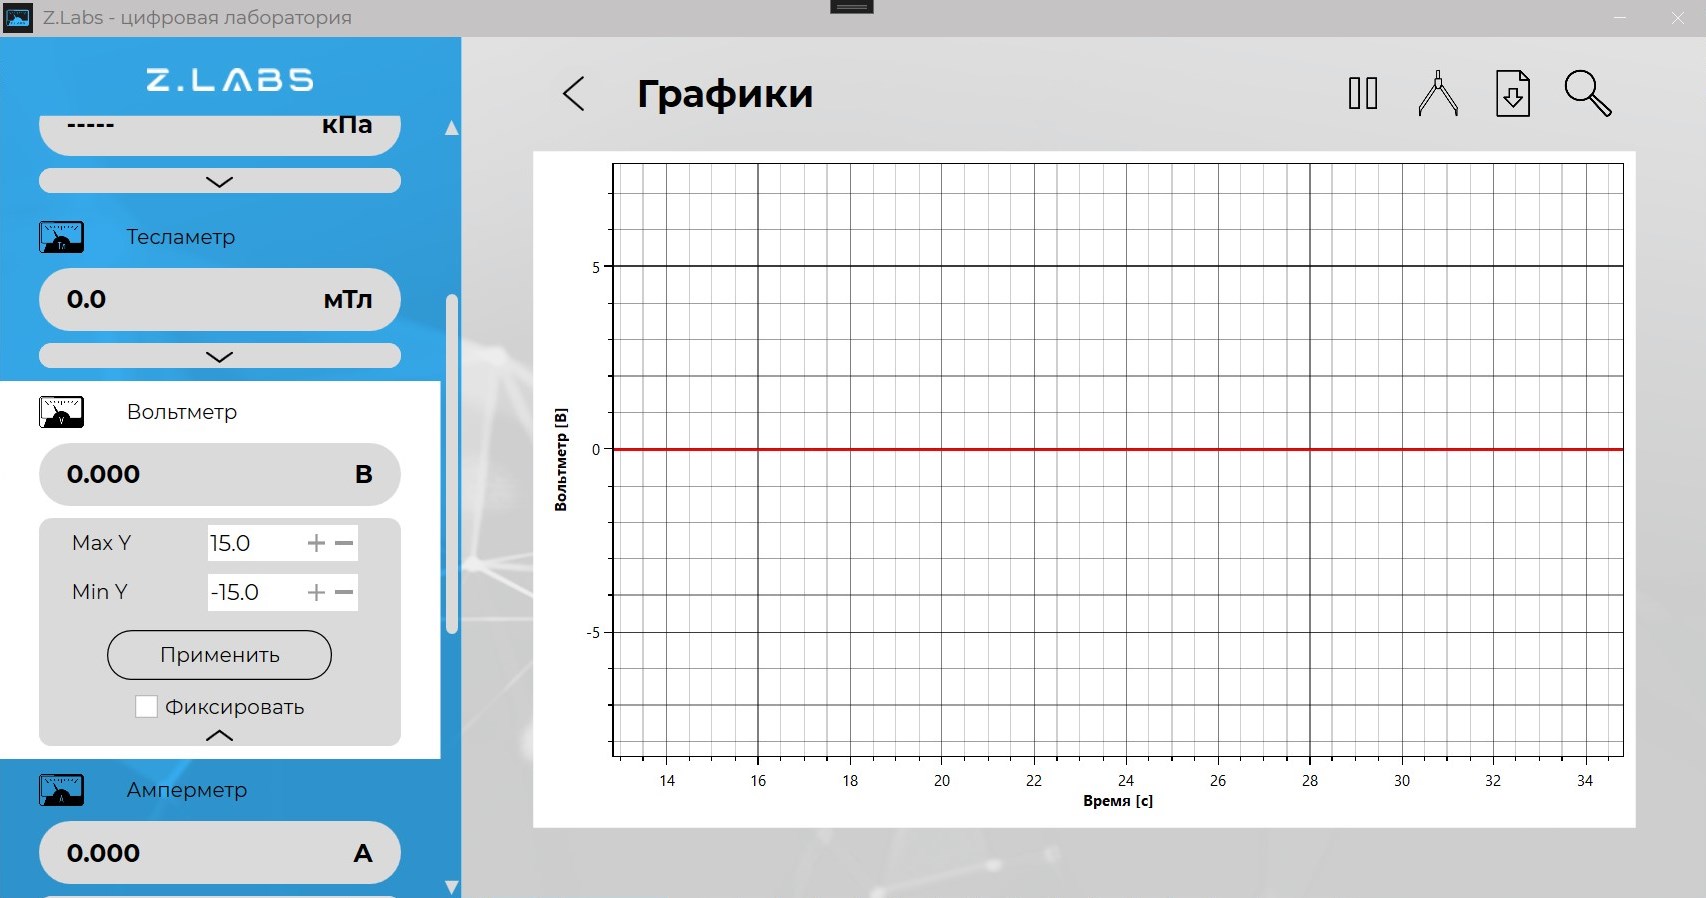 Z.Labs - цифровая лаборатория
Z.LABS
----- кПа
Тесламетр
0.0 мТл
Вольтметр
0.000 В
Max Y 15.0
Min Y -15.0
Применить
Фиксировать
Амперметр
0.000 А
Графики
Вольтметр [В]
5
0
-5
14 16 18 20 22 24 26 28 30 32 34
Время [с]